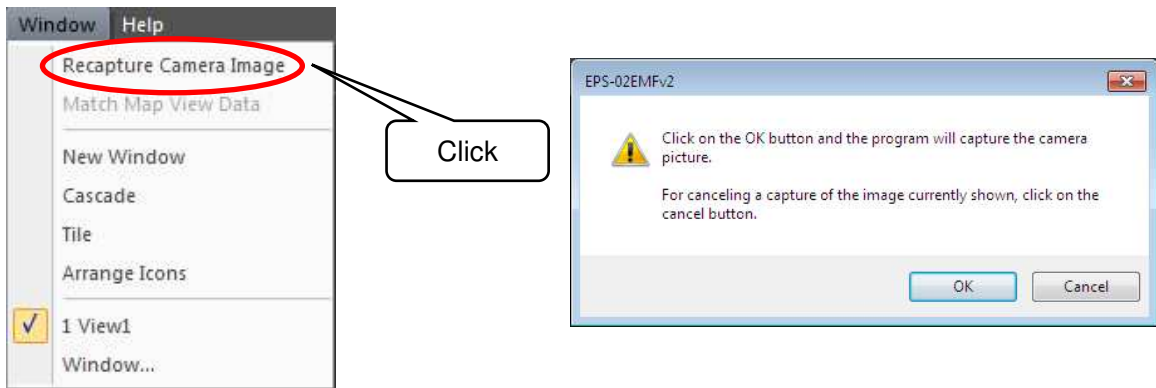 Window Help
Recapture Camera Image
Match Map View Data
New Window
Cascade
Tile
Arrange Icons
1 View1
Window...
Click
EPS-02EMFv2
Click on the OK button and the program will capture the camera
picture.
For canceling a capture of the image currently shown, click on the
cancel button.
OK Cancel